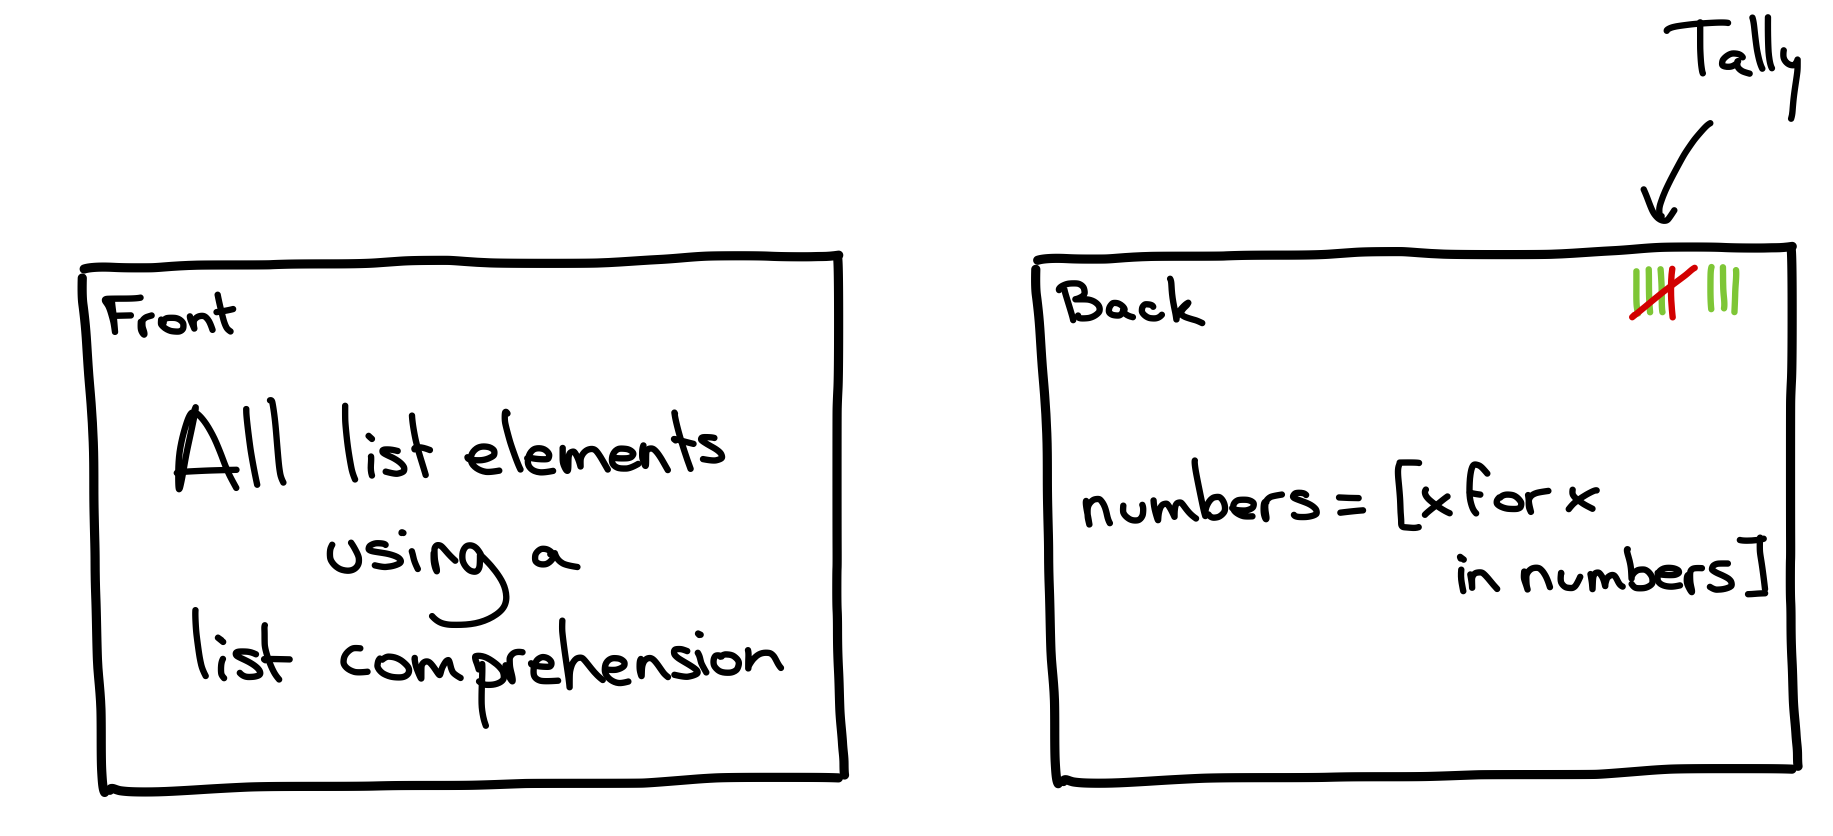 Tally
Front
All list elements
using a
list comprehension
Back
numbers = [x for x
in numbers]